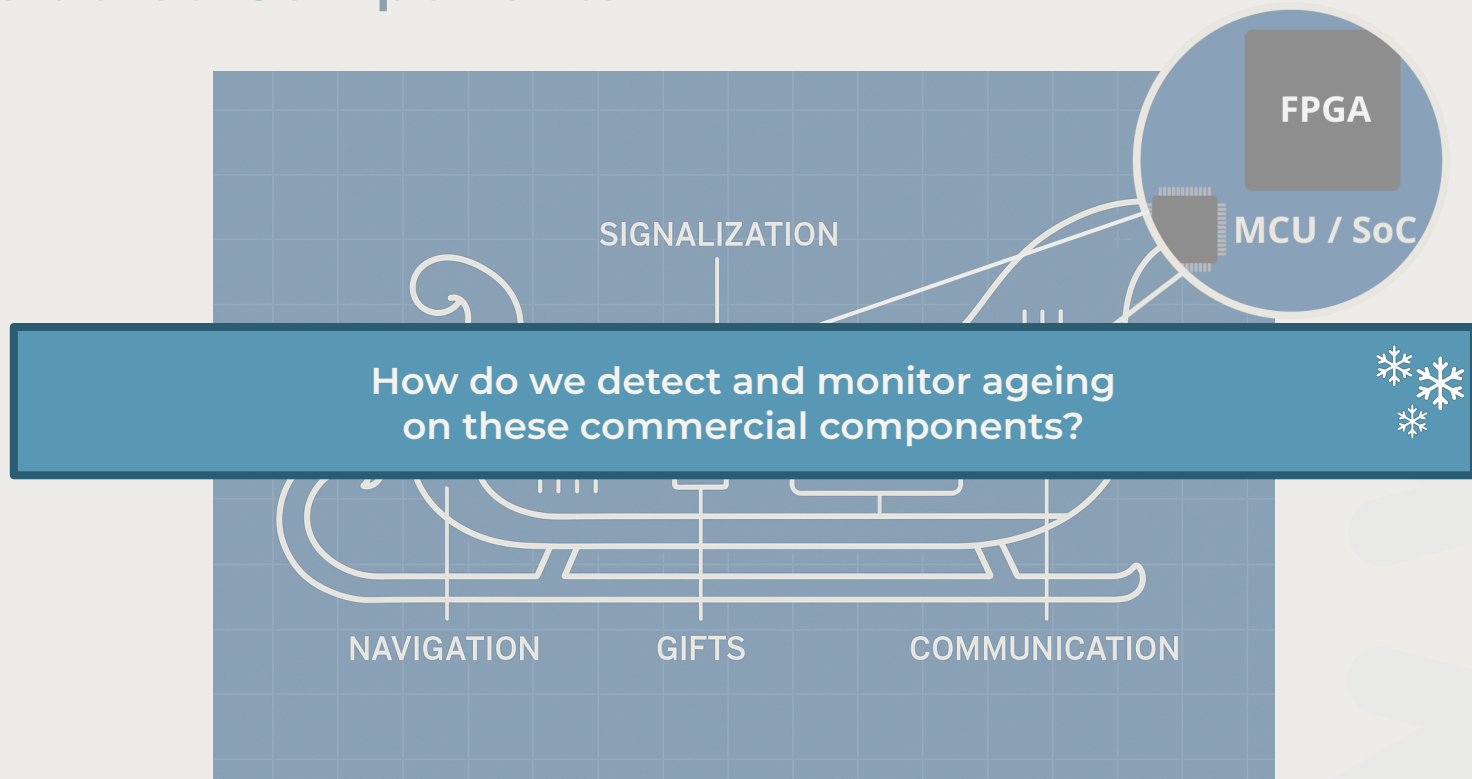 FPGA
MCU / SoC
SIGNALIZATION
How do we detect and monitor ageing
on these commercial components?
NAVIGATION
GIFTS
COMMUNICATION